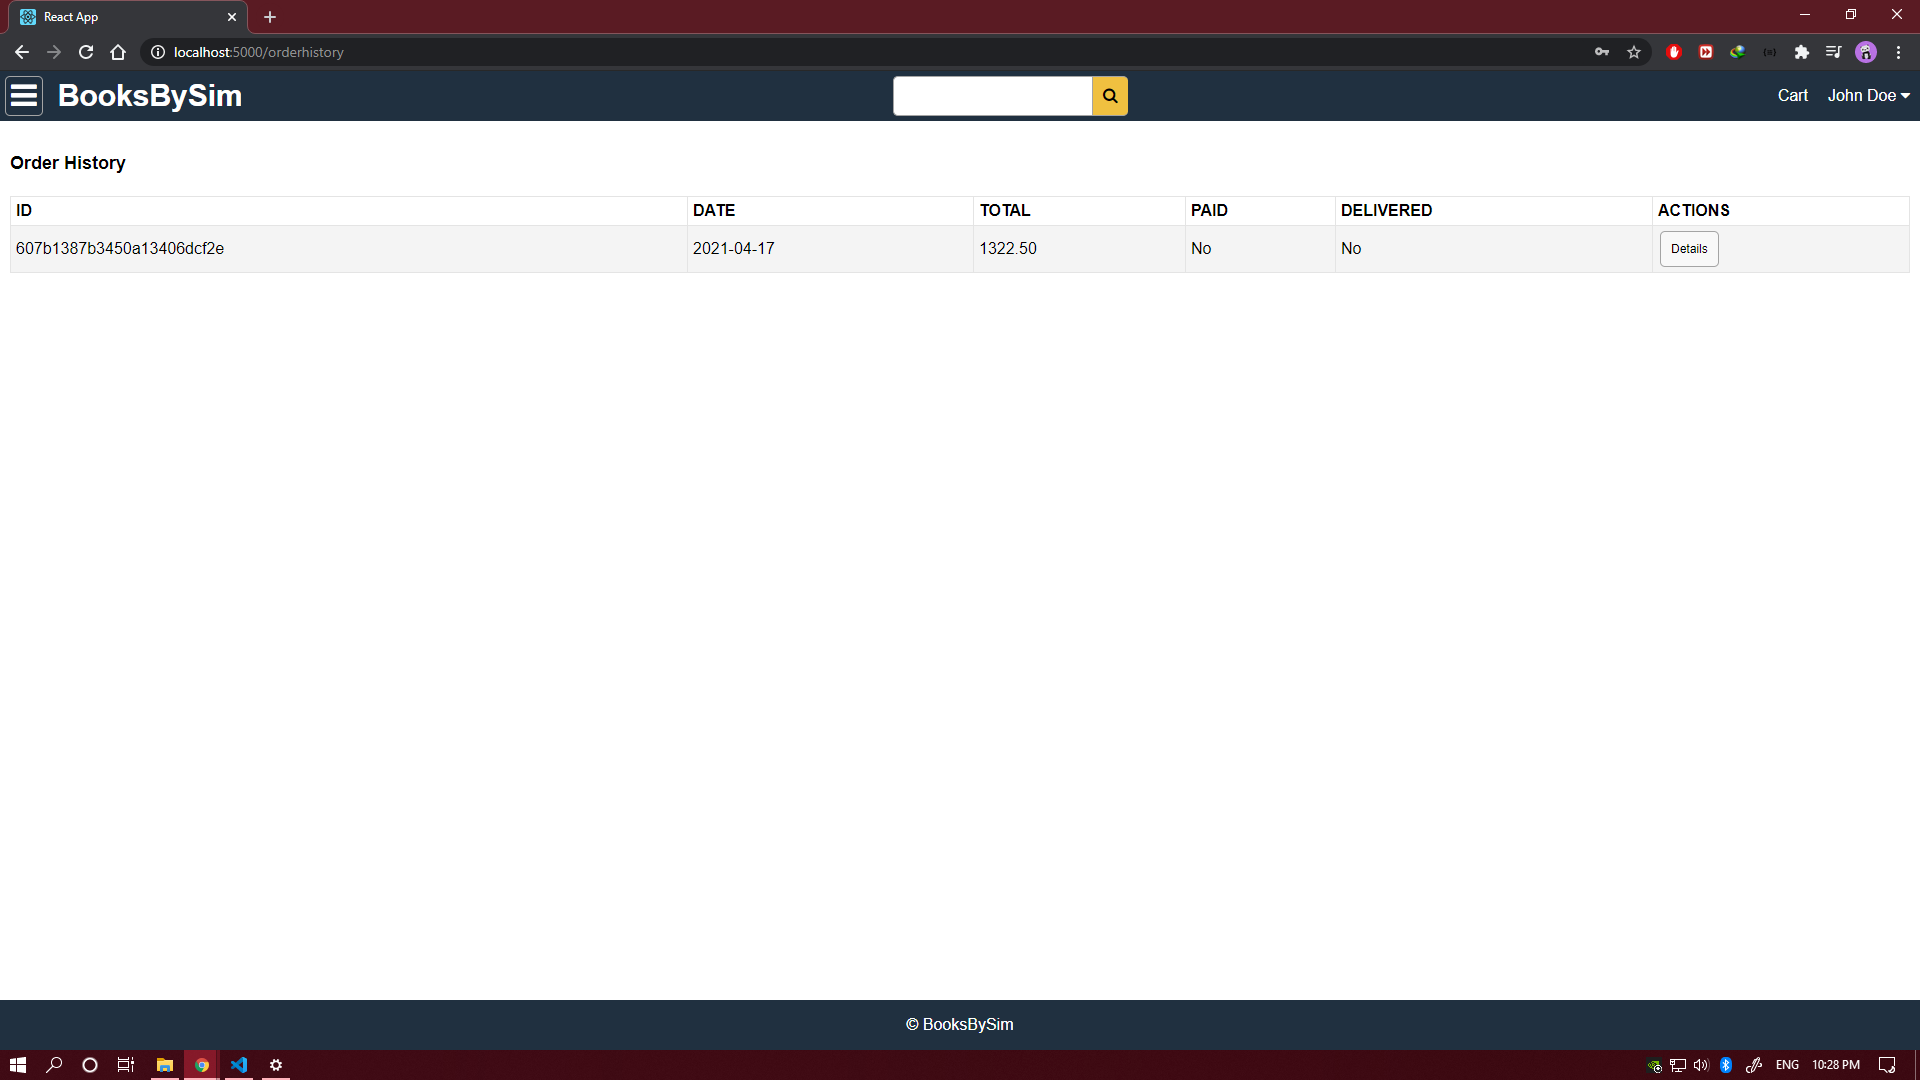 React App
localhost:5000/orderhistory
BooksBySim
Cart John Doe
Order History
ID DATE TOTAL PAID DELIVERED ACTIONS
607b1387b3450a13406dcf2e 2021-04-17 1322.50 No No Details
© BooksBySim
ENG 10:28 PM